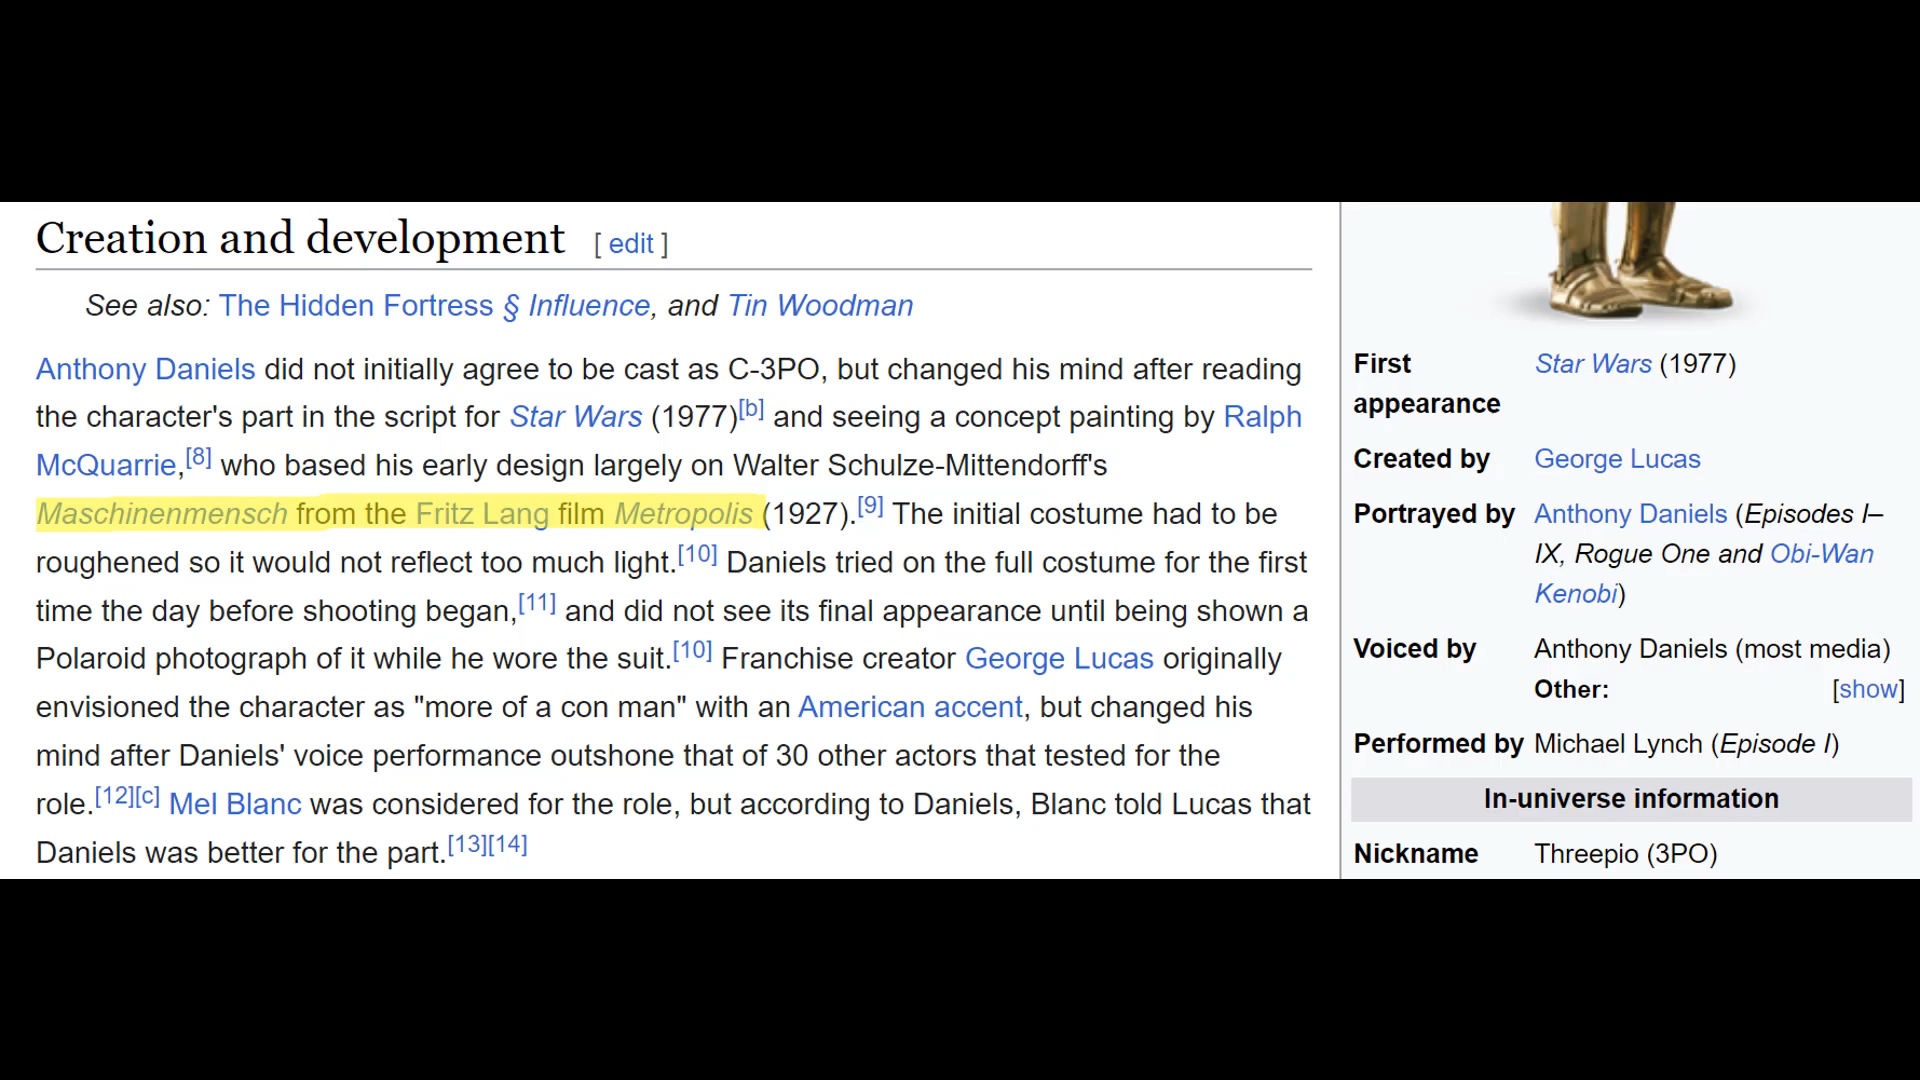 Creation and development [ edit ]
See also: The Hidden Fortress § Influence, and Tin Woodman
Anthony Daniels did not initially agree to be cast as C-3PO, but changed his mind after reading
the character's part in the script for Star Wars (1977)[b] and seeing a concept painting by Ralph
McQuarrie,[8] who based his early design largely on Walter Schulze-Mittendorff's
Maschinenmensch from the Fritz Lang film Metropolis (1927).[9] The initial costume had to be
roughened so it would not reflect too much light.[10] Daniels tried on the full costume for the first
time the day before shooting began,[11] and did not see its final appearance until being shown a
Polaroid photograph of it while he wore the suit.[10] Franchise creator George Lucas originally
envisioned the character as "more of a con man" with an American accent, but changed his
mind after Daniels' voice performance outshone that of 30 other actors that tested for the
role.[12][c] Mel Blanc was considered for the role, but according to Daniels, Blanc told Lucas that
Daniels was better for the part.[13][14]
First Star Wars (1977)
appearance
Created by George Lucas
Portrayed by Anthony Daniels (Episodes I–
IX, Rogue One and Obi-Wan
Kenobi)
Voiced by Anthony Daniels (most media)
Other: [show]
Performed by Michael Lynch (Episode I)
In-universe information
Nickname Threepio (3PO)